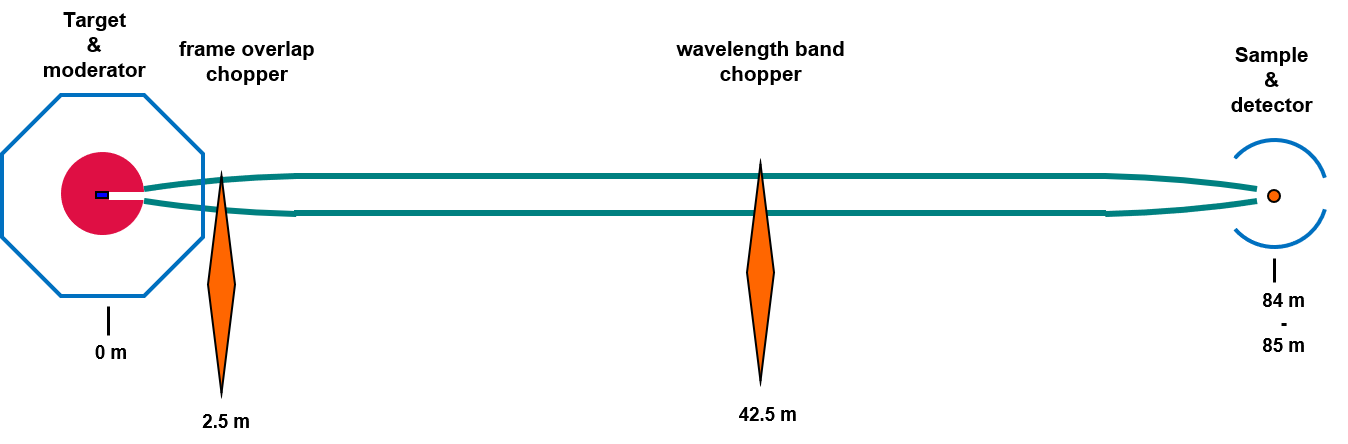 Target
&
moderator
frame overlap
chopper
wavelength band
chopper
Sample
&
detector
0 m
2.5 m
42.5 m
84 m
-
85 m